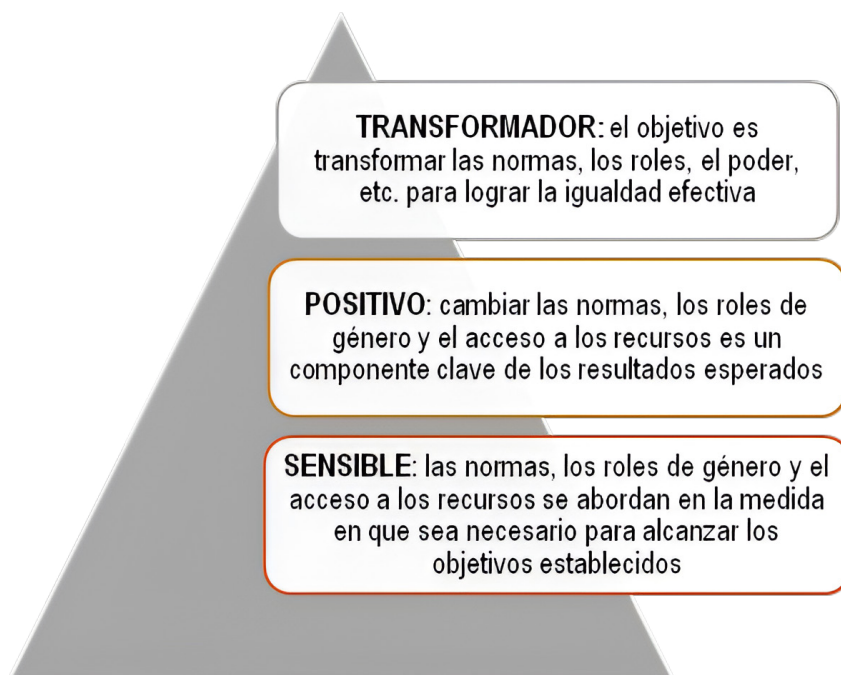 TRANSFORMADOR: el objetivo es
transformar las normas, los roles, el poder,
etc. para lograr la igualdad efectiva
POSITIVO: cambiar las normas, los roles de
género y el acceso a los recursos es un
componente clave de los resultados esperados
SENSIBLE: las normas, los roles de género y el
acceso a los recursos se abordan en la medida
en que sea necesario para alcanzar los
objetivos establecidos